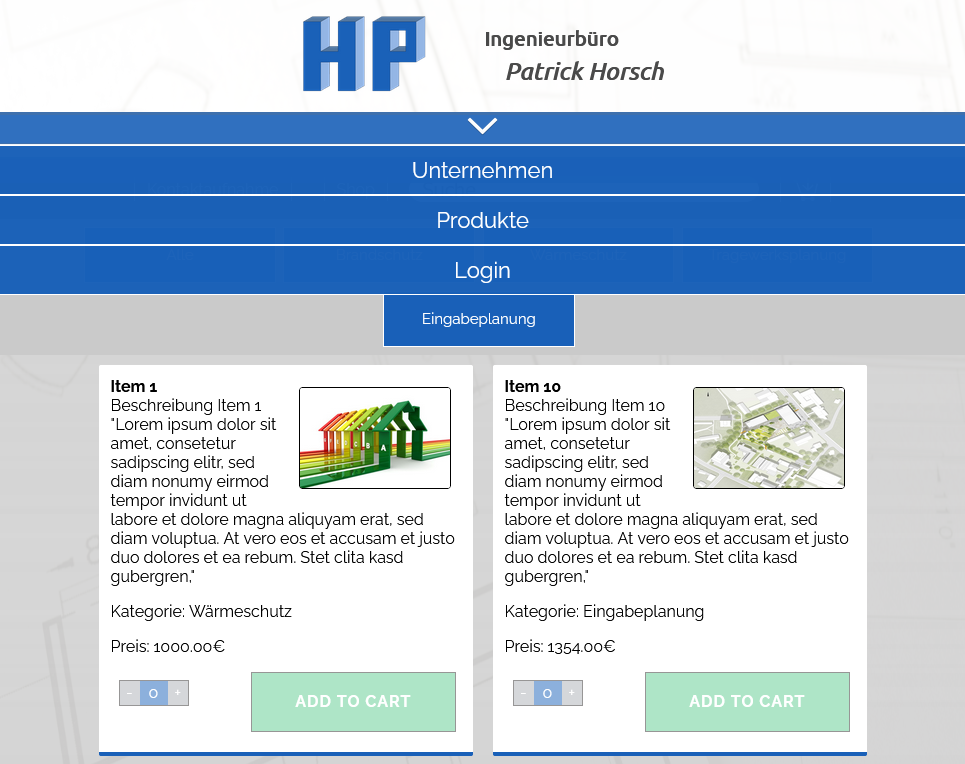 HP
Ingenieurbüro
Patrick Horsch
Unternehmen
Produkte
Login
Eingabeplanung
Item 1
Beschreibung Item 1
"Lorem ipsum dolor sit
amet, consetetur
sadipscing elitr, sed
diam nonumy eirmod
tempor invidunt ut
labore et dolore magna aliquyam erat, sed
diam voluptua. At vero eos et accusam et justo
duo dolores et ea rebum. Stet clita kasd
gubergren,"
Kategorie: Wärmeschutz
Preis: 1000.00€
- 0 +
ADD TO CART
Item 10
Beschreibung Item 10
"Lorem ipsum dolor sit
amet, consetetur
sadipscing elitr, sed
diam nonumy eirmod
tempor invidunt ut
labore et dolore magna aliquyam erat, sed
diam voluptua. At vero eos et accusam et justo
duo dolores et ea rebum. Stet clita kasd
gubergren,"
Kategorie: Eingabeplanung
Preis: 1354.00€
- 0 +
ADD TO CART